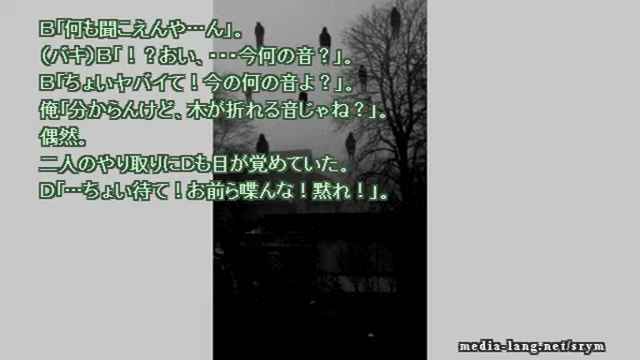 B「何も聞こえんや…ん」。
（バキ）B「！？おい、・・・今何の音？」。
B「ちょいヤバイて！今の何の音よ？」。
俺「分からんけど、木が折れる音じゃね？」。
偶然。
二人のやり取りにDも目が覚めていた。
D「…ちょい待て！お前ら喋んな！黙れ！」。
media-lang.net/srym